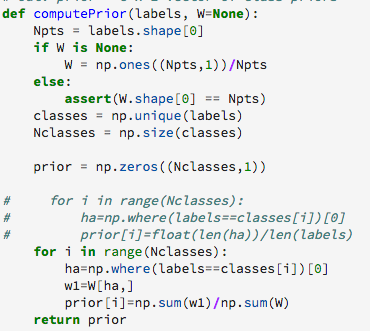 def computePrior(labels, W=None):
    Npts = labels.shape[0]
    if W is None:
        W = np.ones((Npts,1))/Npts
    else:
        assert(W.shape[0] == Npts)
    classes = np.unique(labels)
    Nclasses = np.size(classes)

    prior = np.zeros((Nclasses,1))

#     for i in range(Nclasses):
#         ha=np.where(labels==classes[i])[0]
#         prior[i]=float(len(ha))/len(labels)
    for i in range(Nclasses):
        ha=np.where(labels==classes[i])[0]
        w1=W[ha,]
        prior[i]=np.sum(w1)/np.sum(W)
    return prior